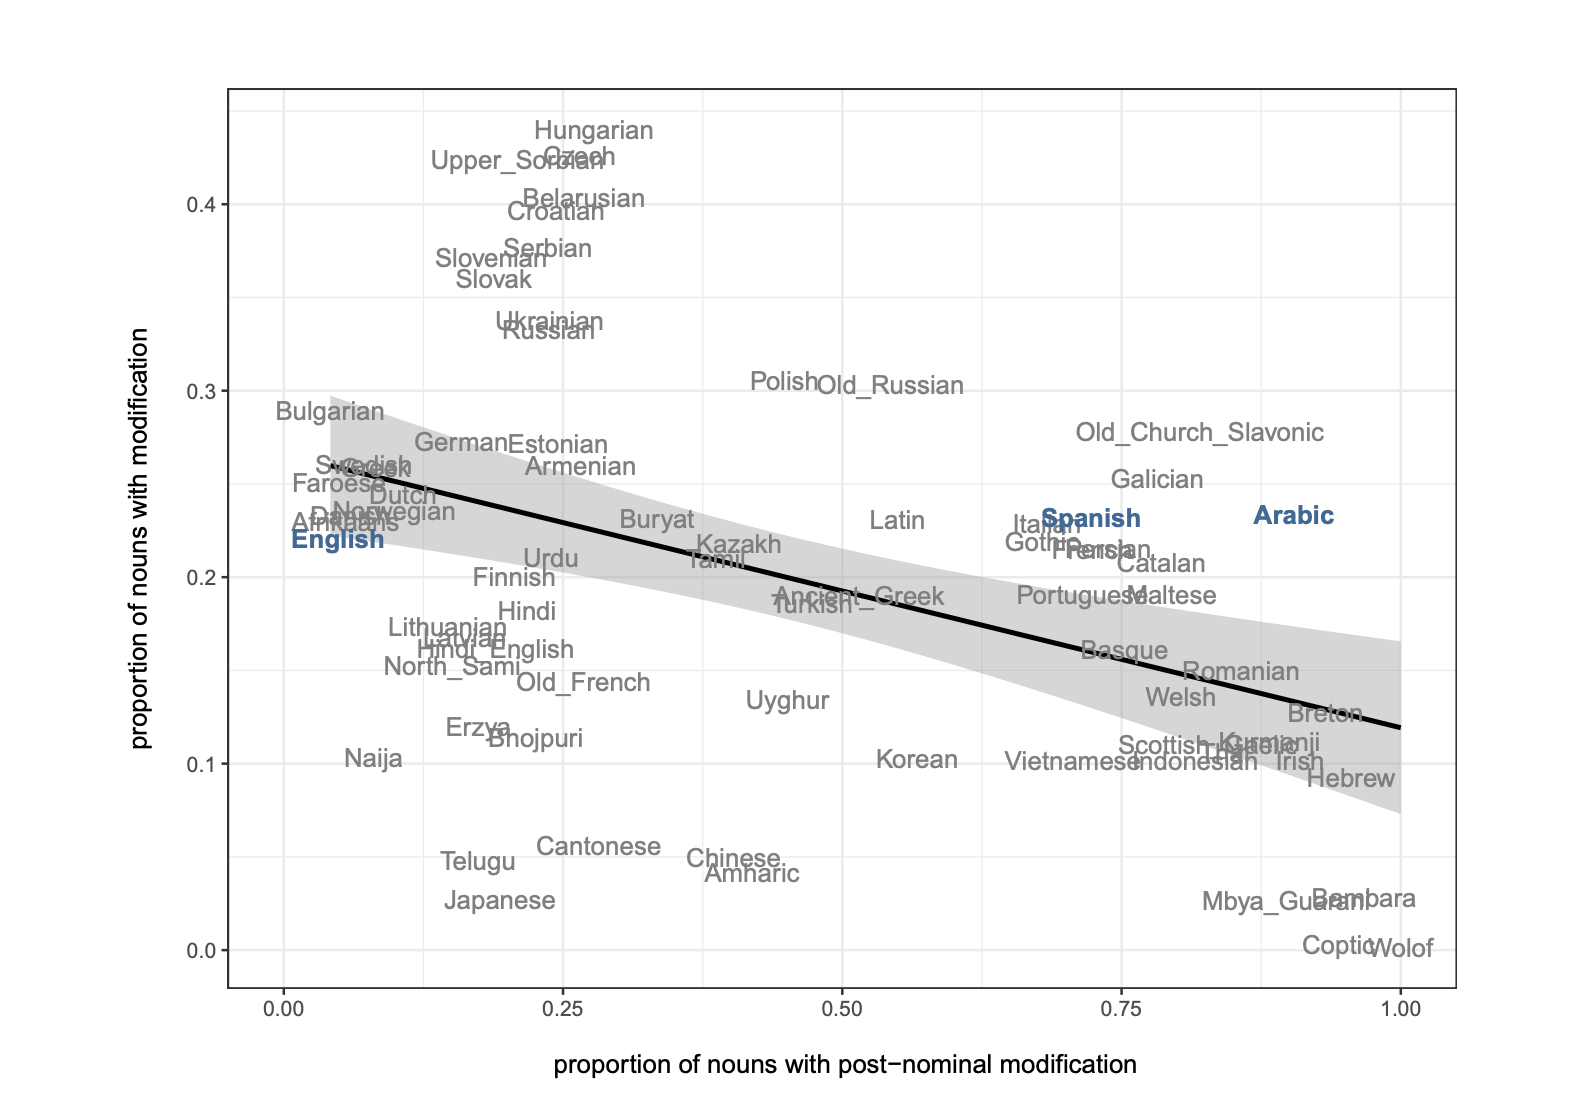 Hungarian
Czech
Upper_Sorbian
0.4
Belarusian
Croatian
Serbian
Slovenian
Slovak
Ukrainian
Russian
0.3
Polish
Old_Russian
Bulgarian
Old_Church_Slavonic
German
Estonian
Swedish
Greek
Armenian
Galician
Faroese
Dutch
Norwegian
Danish
Afrikaans
English
Buryat
Latin
Italian
Spanish
Arabic
Kazakh
Gothic
French
Persian
Urdu
Tamil
Catalan
0.2
Finnish
Ancient_Greek
Turkish
Portuguese
Maltese
Hindi
Lithuanian
Latvian
Hindi_English
Basque
North_Sami
Romanian
Old_French
Welsh
Uyghur
Breton
Erzya
Bhojpuri
Scottish_Gaelic
Kurmanji
Thai
Naija
Korean
Vietnamese
Indonesian
Irish
0.1
Hebrew
Cantonese
Telugu
Chinese
Amharic
Japanese
Mbya_Guarani
Bambara
Coptic
Wolof
0.0
0.00 0.25 0.50 0.75 1.00
proportion of nouns with post−nominal modification
proportion of nouns with modification